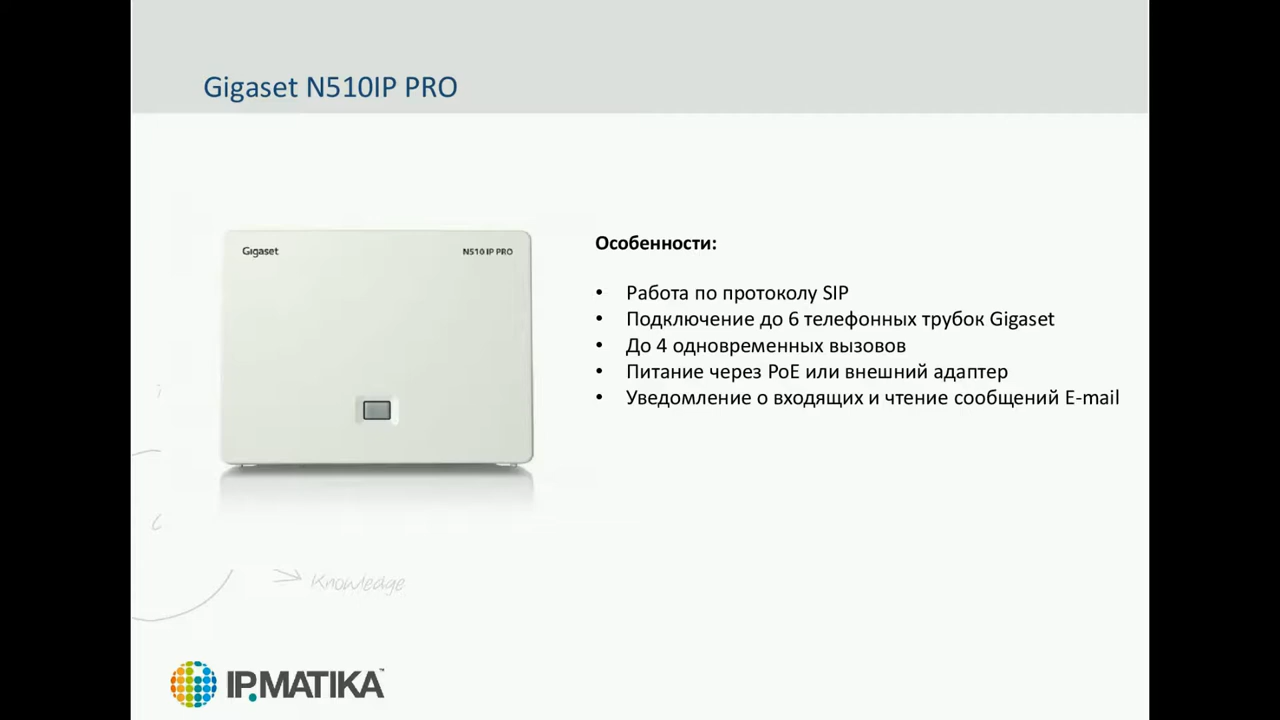 Gigaset N510IP PRO
Gigaset
N510 IP PRO
Особенности:
• Работа по протоколу SIP
• Подключение до 6 телефонных трубок Gigaset
• До 4 одновременных вызовов
• Питание через PoE или внешний адаптер
• Уведомление о входящих и чтение сообщений E-mail
Knowledge
IPMATIKA™